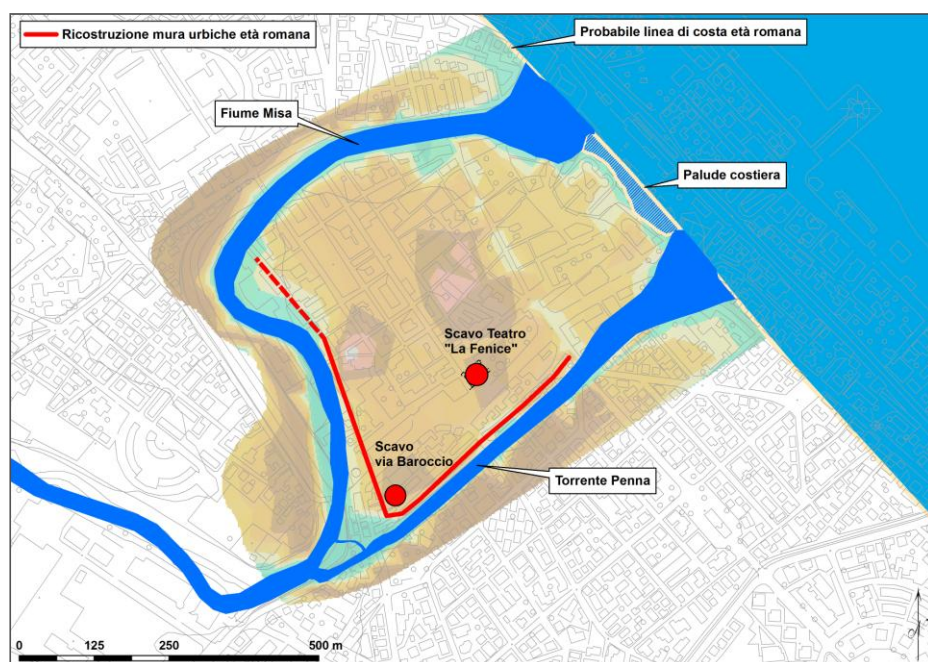 Ricostruzione mura urbiche età romana
Probabile linea di costa età romana
Fiume Misa
Palude costiera
Scavo Teatro
"La Fenice"
Scavo
via Baroccio
Torrente Penna
0 125 250 500 m